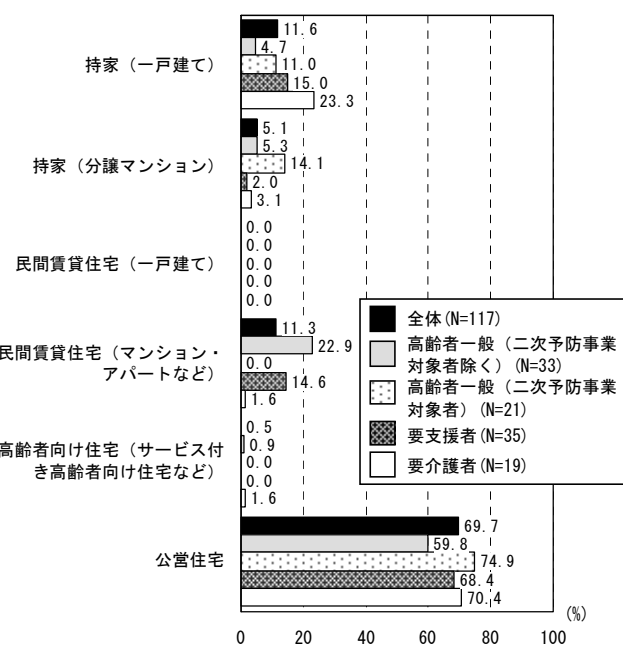 持家（一戸建て）
11.6
4.7
11.0
15.0
23.3
持家（分譲マンション）
5.1
5.3
14.1
2.0
3.1
民間賃貸住宅（一戸建て）
0.0
0.0
0.0
0.0
0.0
民間賃貸住宅（マンション・
アパートなど）
11.3
22.9
0.0
14.6
1.6
高齢者向け住宅（サービス付
き高齢者向け住宅など）
0.5
0.9
0.0
0.0
1.6
公営住宅
69.7
59.8
74.9
68.4
70.4
全体(N=117)
高齢者一般（二次予防事業
対象者除く）(N=33)
高齢者一般（二次予防事業
対象者）(N=21)
要支援者(N=35)
要介護者(N=19)
0 20 40 60 80 100
(%)